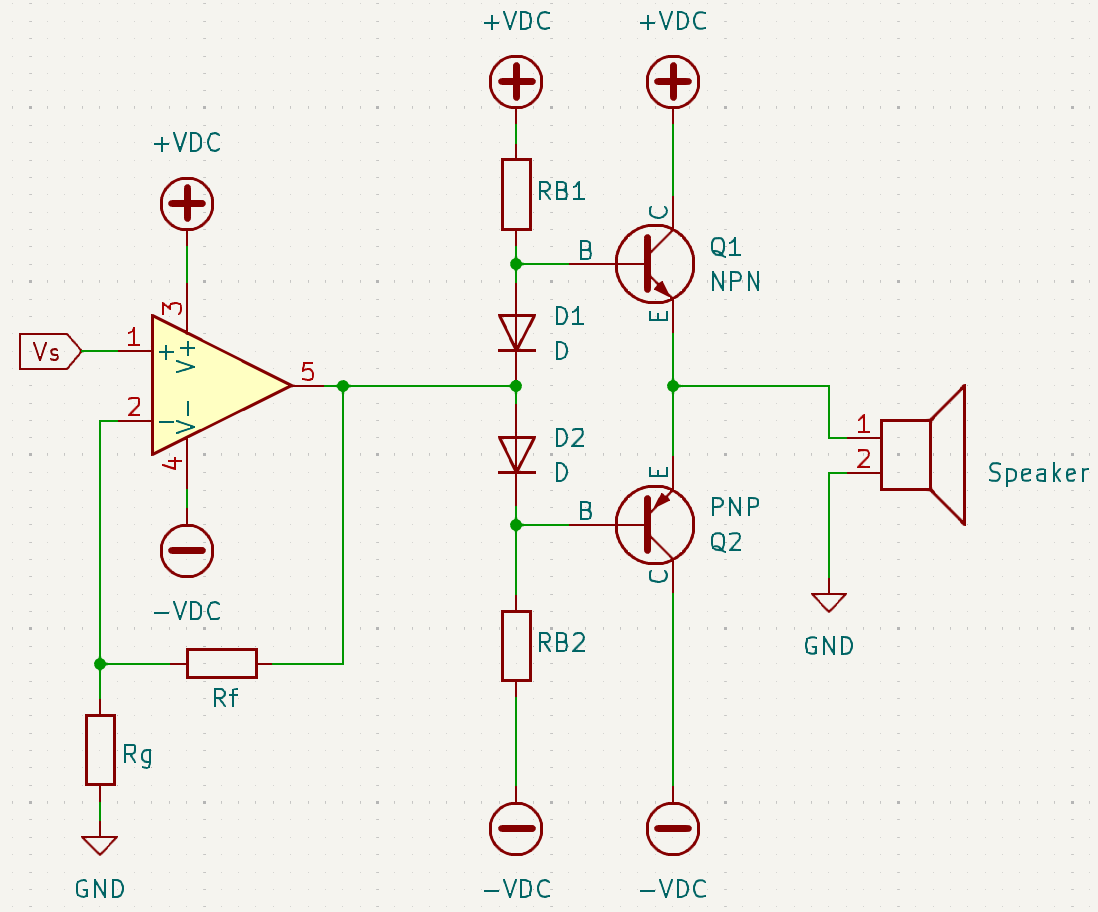 +VDC
+VDC
+VDC
RB1
C
B
Q1
NPN
3
E
D1
D
Vs
1
+
V+
5
2
−
V−
4
D2
D
E
1
2
Speaker
B
PNP
Q2
C
−VDC
GND
RB2
Rf
Rg
GND
−VDC
−VDC